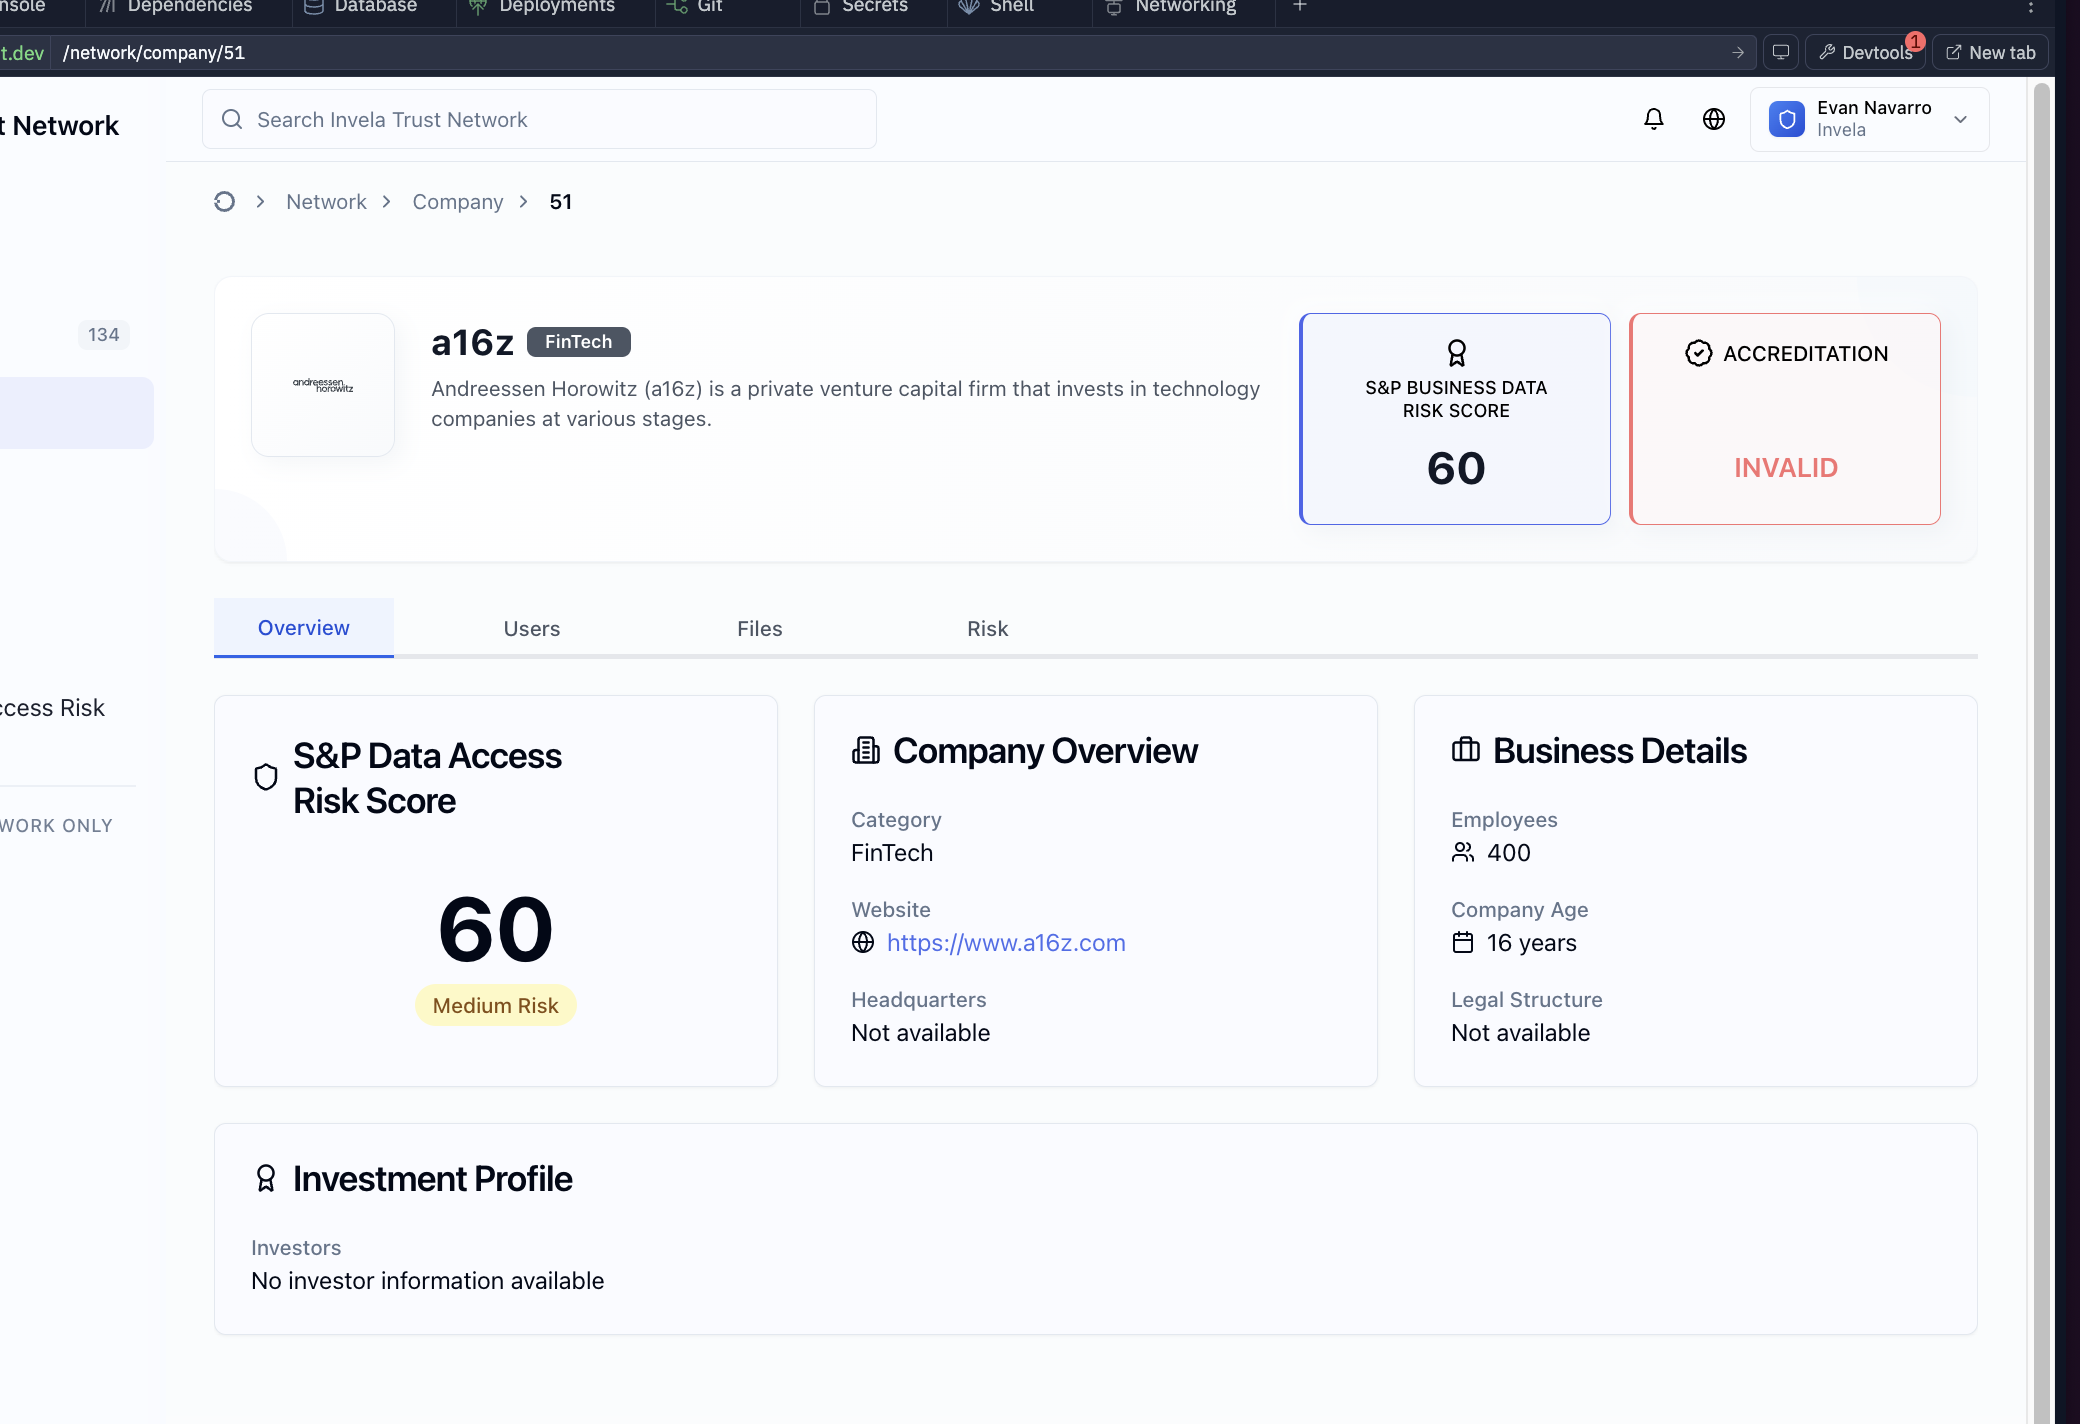 nsole
Dependencies
Database
Deployments
Git
Secrets
Shell
Networking
t.dev
/network/company/51
Devtools
1
New tab
t Network
Search Invela Trust Network
Evan Navarro
Invela
Network
Company
51
134
andreessen
horowitz
a16z
FinTech
Andreessen Horowitz (a16z) is a private venture capital firm that invests in technology
companies at various stages.
S&P BUSINESS DATA
RISK SCORE
60
ACCREDITATION
INVALID
Overview
Users
Files
Risk
ccess Risk
WORK ONLY
S&P Data Access
Risk Score
60
Medium Risk
Company Overview
Category
FinTech
Website
https://www.a16z.com
Headquarters
Not available
Business Details
Employees
400
Company Age
16 years
Legal Structure
Not available
Investment Profile
Investors
No investor information available